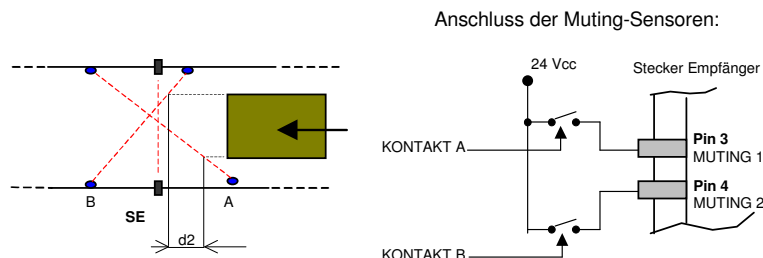 Anschluss der Muting-Sensoren:
24 Vcc
Stecker Empfänger
KONTAKT A
Pin 3
MUTING 1
Pin 4
MUTING 2
KONTAKT B
B
SE
A
d2